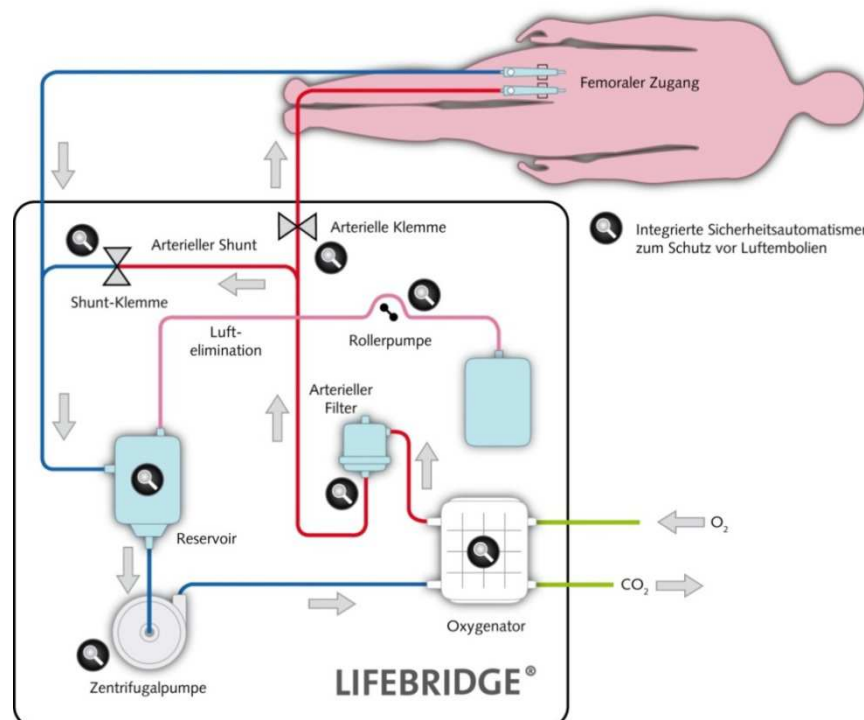 Femoraler Zugang
Arterielle Klemme
Integrierte Sicherheitsautomatismen
zum Schutz vor Luftembolien
Arterieller Shunt
Shunt-Klemme
Luft-
elimination
Rollerpumpe
Arterieller
Filter
Reservoir
O₂
CO₂
Oxygenator
Zentrifugalpumpe
LIFEBRIDGE®